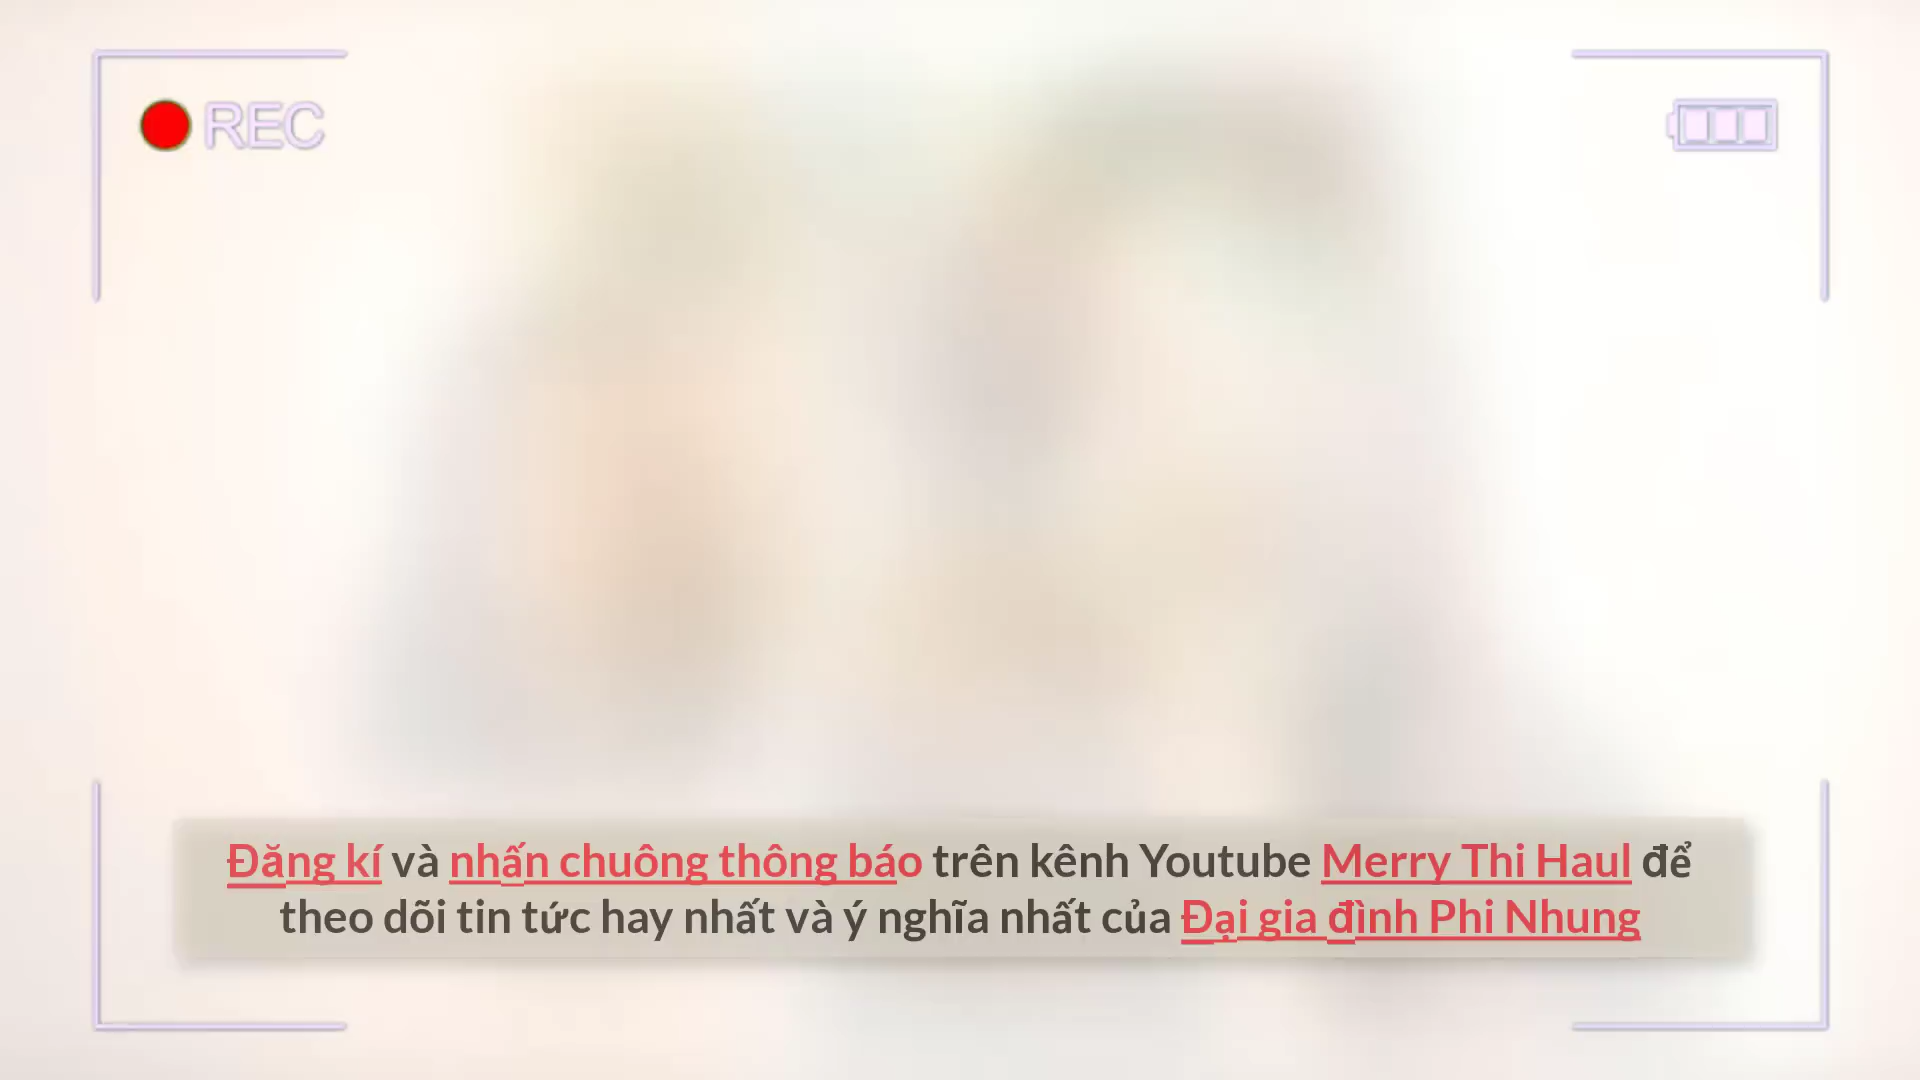 REC
Đăng kí và nhấn chuông thông báo trên kênh Youtube Merry Thi Haul để
theo dõi tin tức hay nhất và ý nghĩa nhất của Đại gia đình Phi Nhung